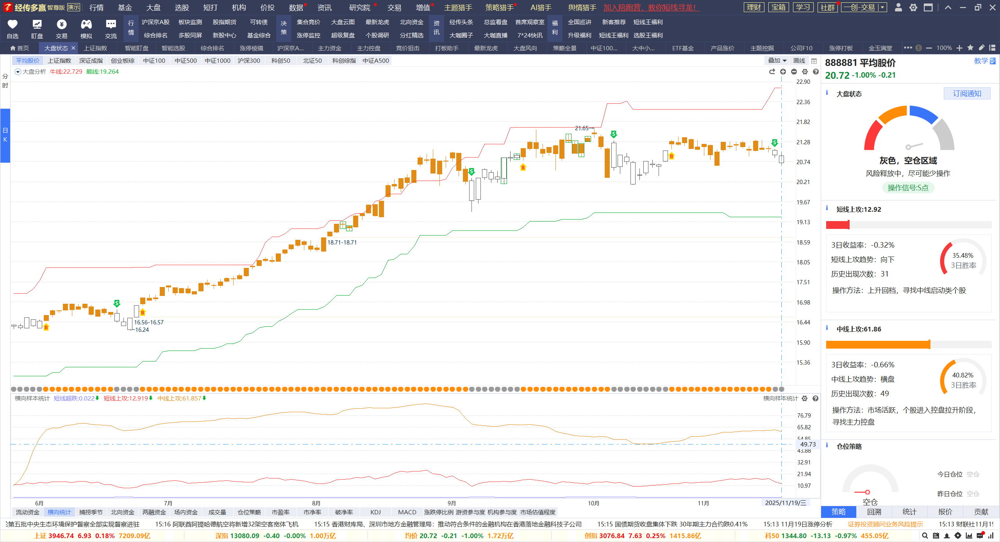 经传多赢 智尊版 演示 行情 基金 大盘 选股 短打 机构 价投 数据 资讯 研究院 交易 增值 主题猎手 策略猎手 AI猎手 舆情猎手 加入陪跑营，教你短线寻龙！ 理财 宝箱 学习 社群 一创-交易
行情 沪深京A股 板块监测 股指期货 可转债 决策 集合竞价 大盘云图 最新龙虎 北向资金 资讯 经传头条 总监看盘 首席观察室 福利 全国巡讲 新客推荐 短线王福利
自选 盯盘 交易 模拟 交流 综合排名 多股同屏 新股中心 基金综合 涨停监控 超级复盘 个股调研 分红精选 大咖圈子 大咖直播 7*24快讯 升级福利 短线王福利 选股王福利
首页 大盘状态 上证指数 智能盯盘 智能选股 综合排名 涨停棱镜 沪深京A... 主力资金 主力控盘 竞价狙击 打板助手 最新龙虎 大盘风向 策略全景 中证100... 大中小... ETF基金 产品涨价 主题挖掘 公司F10 涨停打板 金玉满堂 100%
平均股价 上证指数 深证成指 创业板综 中证100 中证500 中证1000 沪深300 科创50 北证50 科创综指 中证A500 叠加 画线
分时
日K
大盘分析 牛线:22.729 熊线:19.264
22.90
22.36
21.82
21.28
20.74
20.21
19.67
19.13
18.59
18.05
17.51
16.98
16.44
15.90
15.36
21.65
S
S
S
S
B
B
B
B
18.71-18.71
16.56-16.57
16.24
横向样本统计 短线超跌:0.022 短线上攻:12.919 中线上攻:61.857 横向样本统计
76.79
65.82
54.85
49.73
43.88
32.91
21.94
10.97
6月 7月 8月 9月 10月 11月 2025/11/19/三
流动资金 横向统计 捕捞季节 北向资金 两融资金 场内资金 成交量 仓位策略 市盈率 市净率 破净率 KDJ MACD 涨跌停比例 游资参与度 机构参与度 市场估值程度
888881 平均股价 教学
20.72 -1.00% -0.21
大盘状态 订阅通知
灰色，空仓区域
风险释放中，尽可能少操作
操作信号:S点
短线上攻:12.92
3日收益率：-0.32%
短线上攻趋势：向下
历史出现次数：31
35.48%
3日胜率
操作方法：上升回档，寻找中线启动类个股
中线上攻:61.86
3日收益率：-0.66%
中线上攻趋势：横盘
历史出现次数：49
40.82%
3日胜率
操作方法：市场活跃，个股进入控盘拉升阶段，
寻找主力控盘
仓位策略
今日仓位 空仓
昨日仓位 空仓
空仓
策略 回溯 统计 报价 贡献
第五批中央生态环境保护督察全部实现督察进驻 15:16 阿联酋阿提哈德航空将新增32架空客宽体飞机 15:15 香港财库局、深圳市地方金融管理局：推动符合条件的金融机构在香港落地金融科技子公司 15:15 国债期货收盘集体下跌 30年期主力合约跌0.41% 15:13 11月19日涨停分析 证券投资顾问业务风险提示 15:13 财联社11月19
上证 3946.74 6.93 0.18% 7209.09亿 深指 13080.09 -0.40 -0.00% 1.00万亿 均价 20.72 -0.21 -1.00% 1.72万亿 创指 3076.84 7.63 0.25% 1415.86亿 科50 1344.80 -13.13 -0.97% 455.05亿